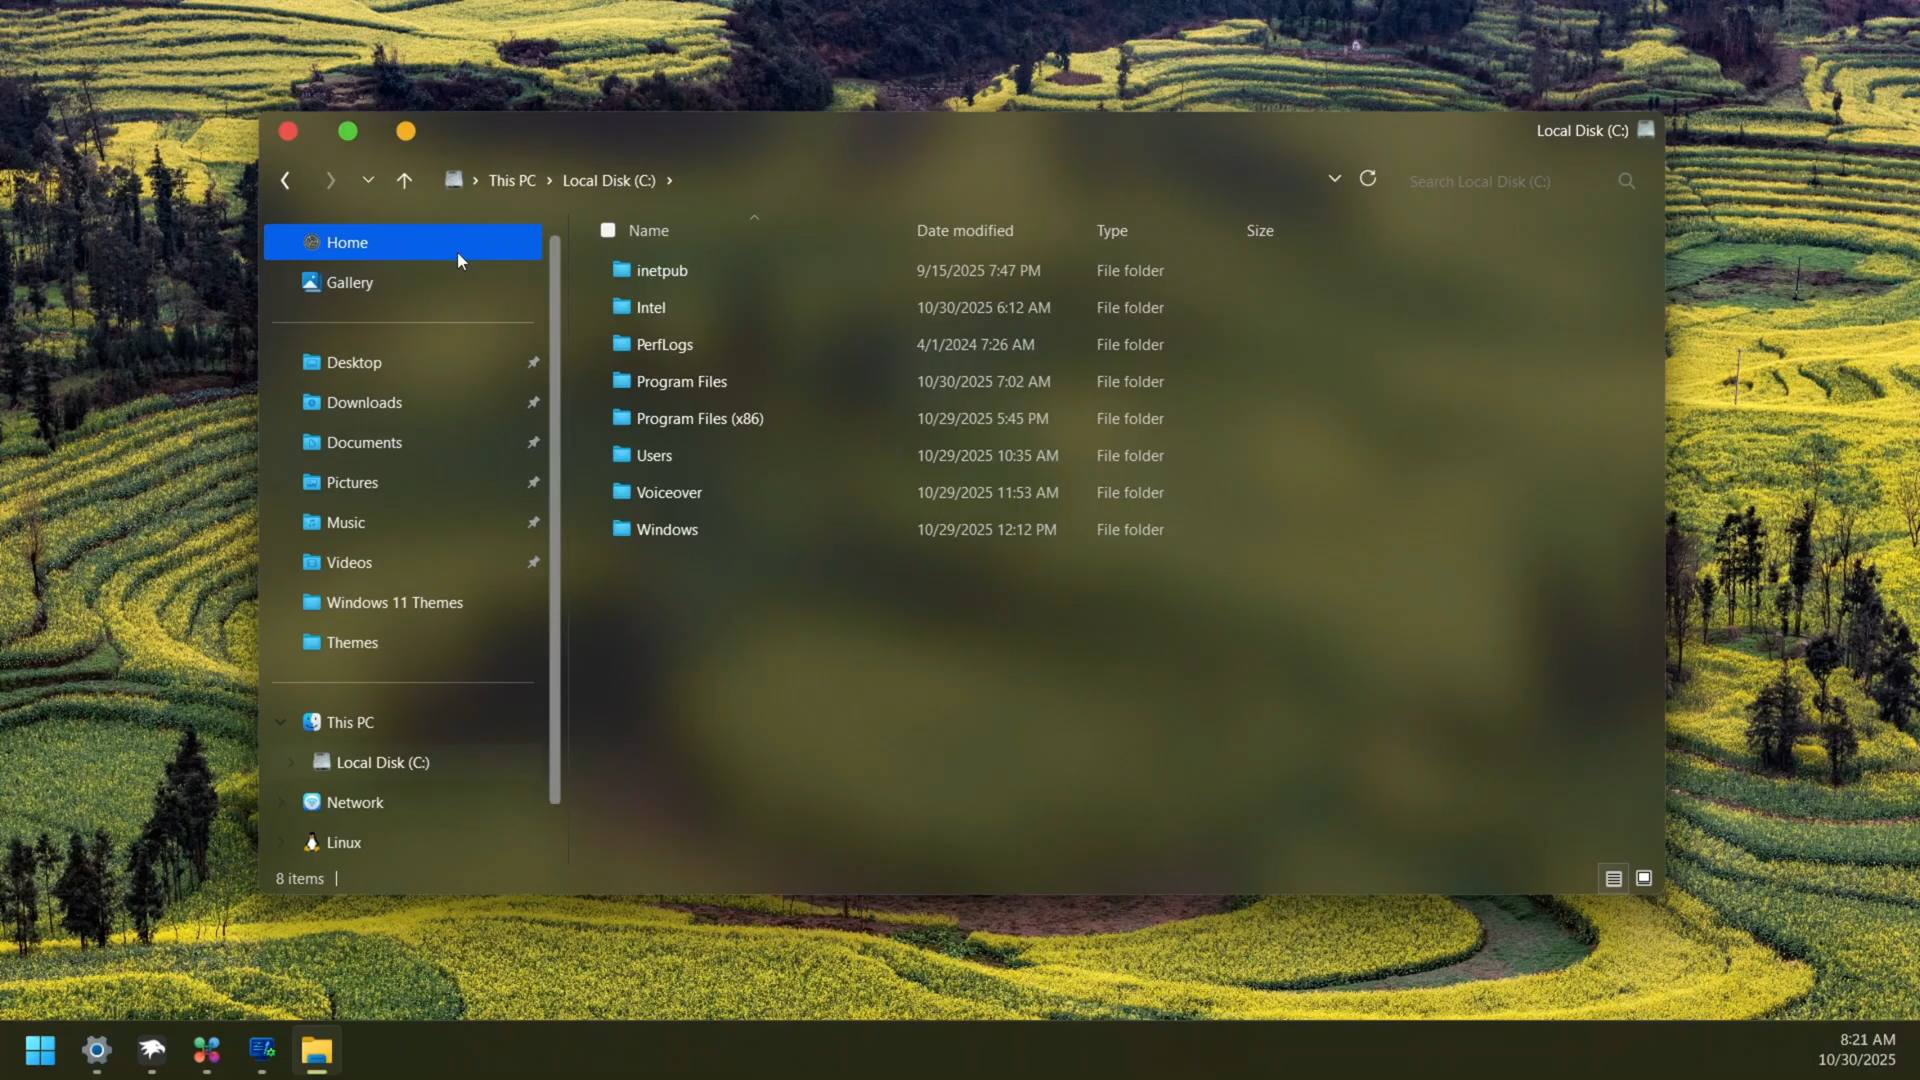 Local Disk (C:)
This PC › Local Disk (C:) ›
Search Local Disk (C:)
Home
Gallery
Desktop
Downloads
Documents
Pictures
Music
Videos
Windows 11 Themes
Themes
This PC
Local Disk (C:)
Network
Linux
Name Date modified Type Size
inetpub 9/15/2025 7:47 PM File folder
Intel 10/30/2025 6:12 AM File folder
PerfLogs 4/1/2024 7:26 AM File folder
Program Files 10/30/2025 7:02 AM File folder
Program Files (x86) 10/29/2025 5:45 PM File folder
Users 10/29/2025 10:35 AM File folder
Voiceover 10/29/2025 11:53 AM File folder
Windows 10/29/2025 12:12 PM File folder
8 items
8:21 AM
10/30/2025